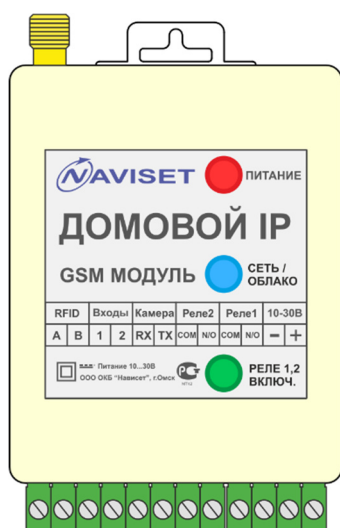 NAVISET ПИТАНИЕ
ДОМОВОЙ IP
GSM МОДУЛЬ СЕТЬ /
ОБЛАКО
RFID Входы Камера Реле2 Реле1 10-30В
A B 1 2 RX TX COM N/O COM N/O − +
Питание 10...30В
ООО ОКБ "Нависет", г.Омск
РЕЛЕ 1,2
ВКЛЮЧ.